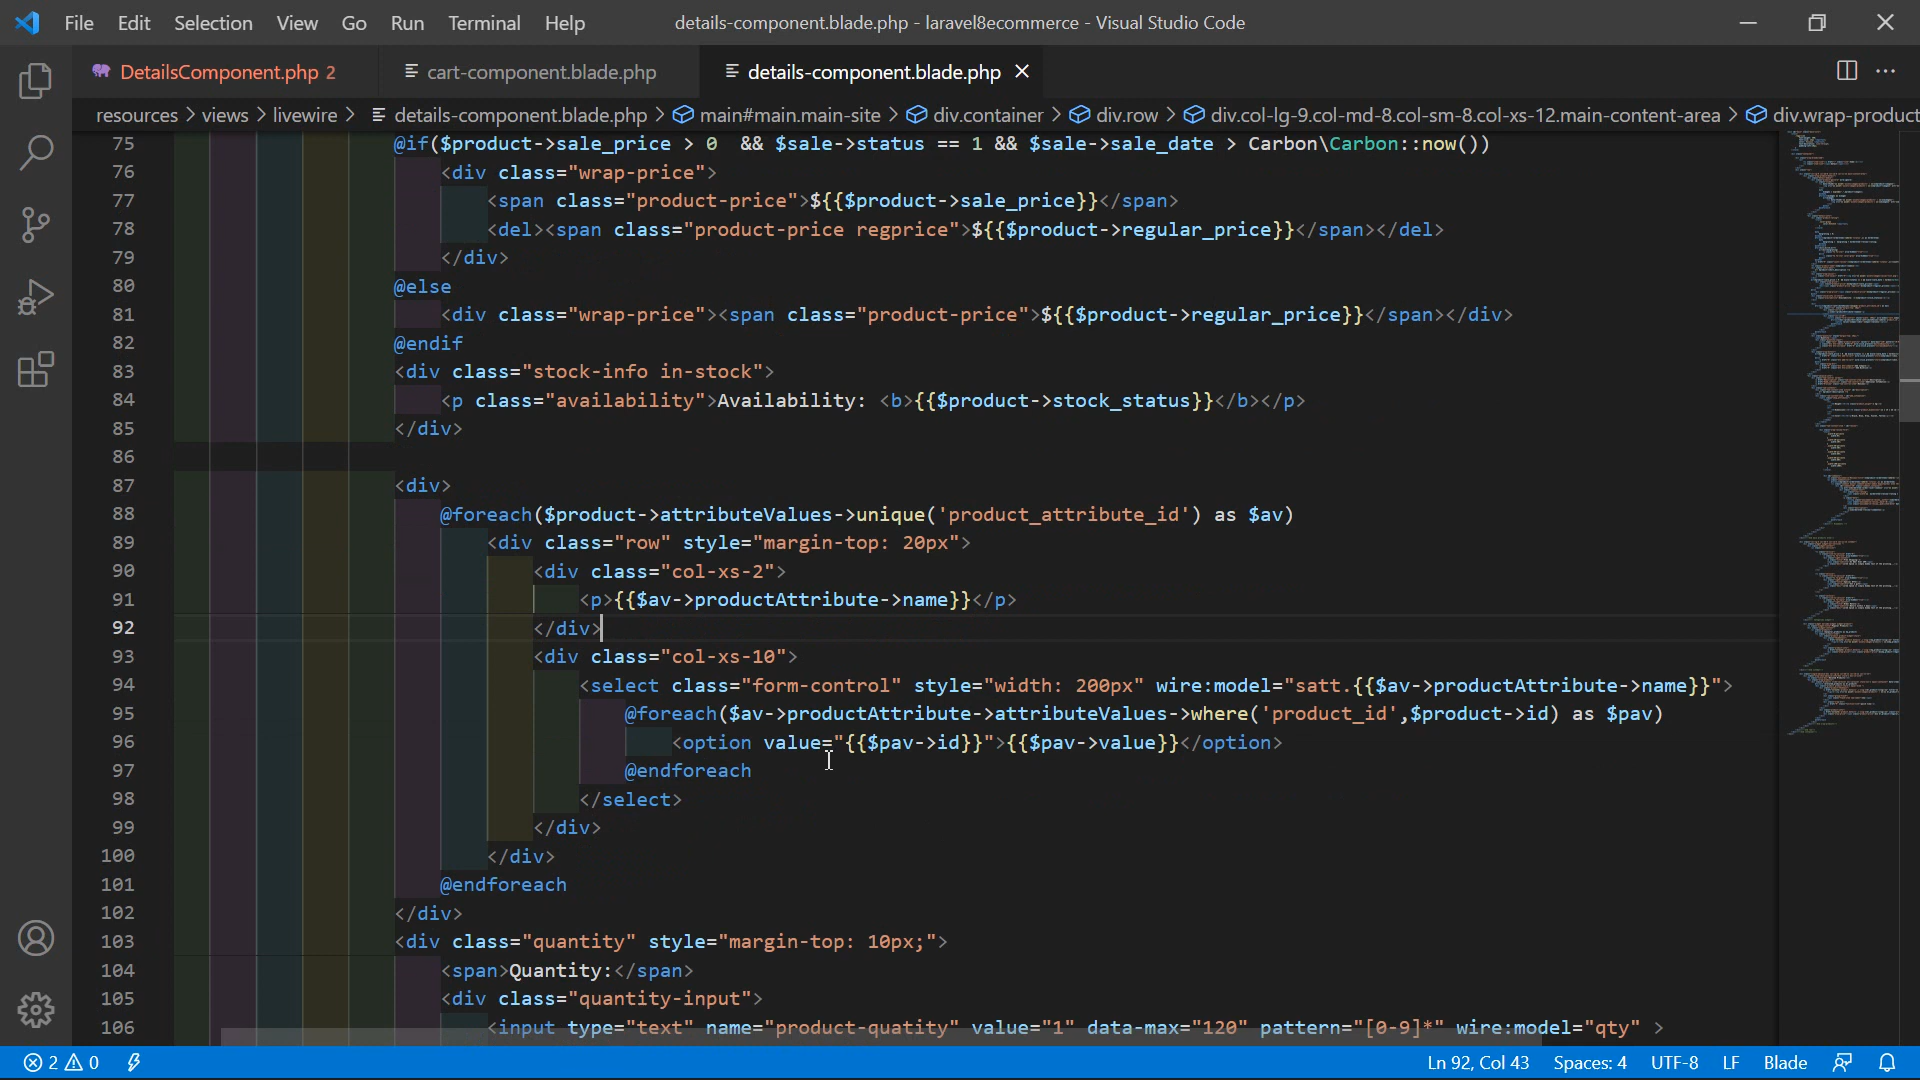 File Edit Selection View Go Run Terminal Help details-component.blade.php - laravel8ecommerce - Visual Studio Code
DetailsComponent.php 2 cart-component.blade.php details-component.blade.php
resources > views > livewire > details-component.blade.php > main#main.main-site > div.container > div.row > div.col-lg-9.col-md-8.col-sm-8.col-xs-12.main-content-area > div.wrap-product
75 @if($product->sale_price > 0 && $sale->status == 1 && $sale->sale_date > Carbon\Carbon::now())
76 <div class="wrap-price">
77 <span class="product-price">${{$product->sale_price}}</span>
78 <del><span class="product-price regprice">${{$product->regular_price}}</span></del>
79 </div>
80 @else
81 <div class="wrap-price"><span class="product-price">${{$product->regular_price}}</span></div>
82 @endif
83 <div class="stock-info in-stock">
84 <p class="availability">Availability: <b>{{$product->stock_status}}</b></p>
85 </div>
86
87 <div>
88 @foreach($product->attributeValues->unique('product_attribute_id') as $av)
89 <div class="row" style="margin-top: 20px">
90 <div class="col-xs-2">
91 <p>{{$av->productAttribute->name}}</p>
92 </div>
93 <div class="col-xs-10">
94 <select class="form-control" style="width: 200px" wire:model="satt.{{$av->productAttribute->name}}">
95 @foreach($av->productAttribute->attributeValues->where('product_id',$product->id) as $pav)
96 <option value="{{$pav->id}}">{{$pav->value}}</option>
97 @endforeach
98 </select>
99 </div>
100 </div>
101 @endforeach
102 </div>
103 <div class="quantity" style="margin-top: 10px;">
104 <span>Quantity:</span>
105 <div class="quantity-input">
106 <input type="text" name="product-quatity" value="1" data-max="120" pattern="[0-9]*" wire:model="qty" >
2 0 Ln 92, Col 43 Spaces: 4 UTF-8 LF Blade